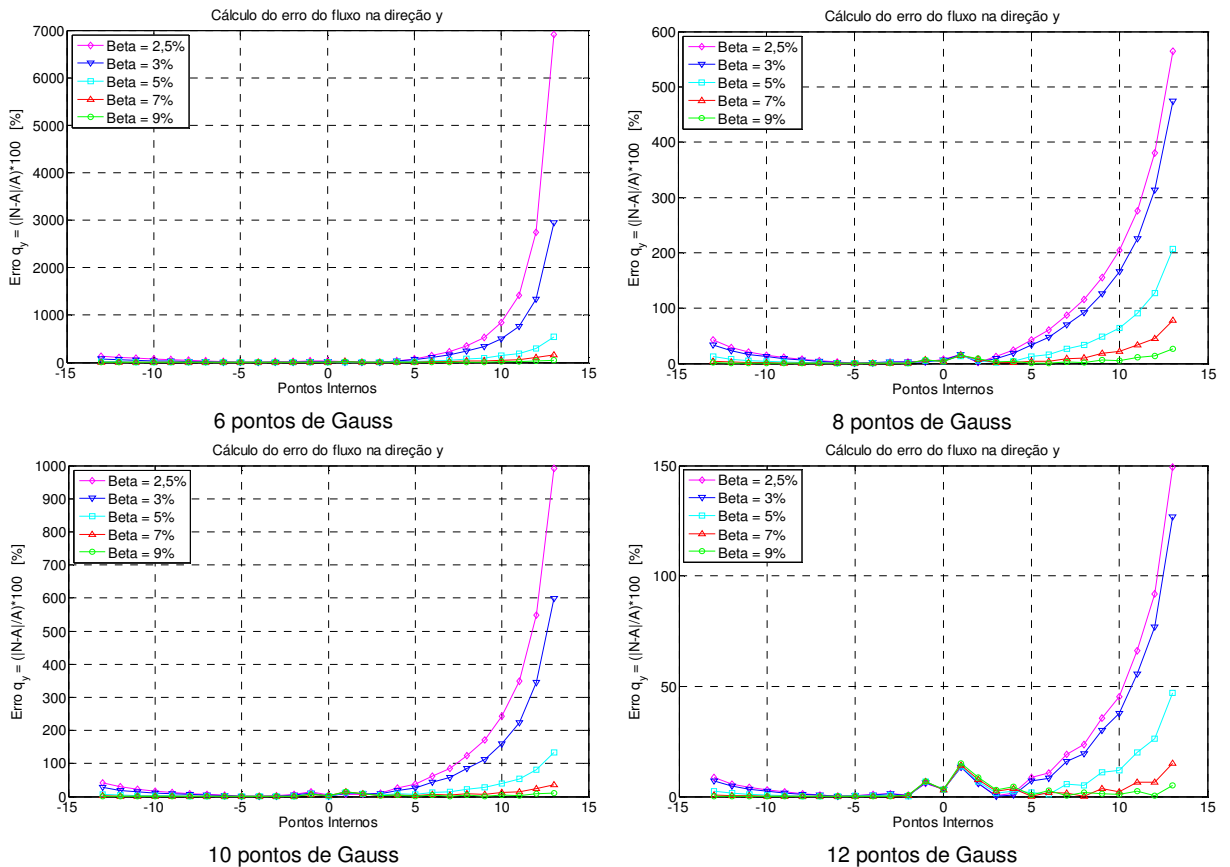 Cálculo do erro do fluxo na direção y
Erro q_y = (|N-A|/A)*100 [%]
7000
6000
5000
4000
3000
2000
1000
0
Beta = 2,5%
Beta = 3%
Beta = 5%
Beta = 7%
Beta = 9%
-15 -10 -5 0 5 10 15
Pontos Internos
6 pontos de Gauss
Cálculo do erro do fluxo na direção y
Erro q_y = (|N-A|/A)*100 [%]
600
500
400
300
200
100
0
Beta = 2,5%
Beta = 3%
Beta = 5%
Beta = 7%
Beta = 9%
-15 -10 -5 0 5 10 15
Pontos Internos
8 pontos de Gauss
Cálculo do erro do fluxo na direção y
Erro q_y = (|N-A|/A)*100 [%]
1000
900
800
700
600
500
400
300
200
100
0
Beta = 2,5%
Beta = 3%
Beta = 5%
Beta = 7%
Beta = 9%
-15 -10 -5 0 5 10 15
Pontos Internos
10 pontos de Gauss
Cálculo do erro do fluxo na direção y
Erro q_y = (|N-A|/A)*100 [%]
150
100
50
0
Beta = 2,5%
Beta = 3%
Beta = 5%
Beta = 7%
Beta = 9%
-15 -10 -5 0 5 10 15
Pontos Internos
12 pontos de Gauss